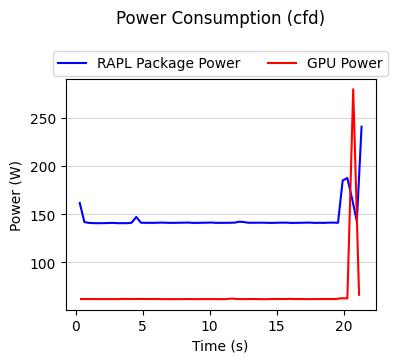 Power Consumption (cfd)
RAPL Package Power
GPU Power
250
200
150
100
Power (W)
0
5
10
15
20
Time (s)